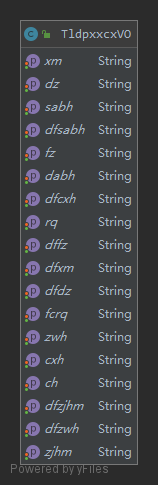 TldpxxcxVO
xm String
dz String
sabh String
dfsabh String
fz String
dabh String
dfcxh String
rq String
dffz String
dfxm String
dfdz String
fcrq String
zwh String
cxh String
ch String
dfzjhm String
dfzwh String
zjhm String
Powered by yFiles